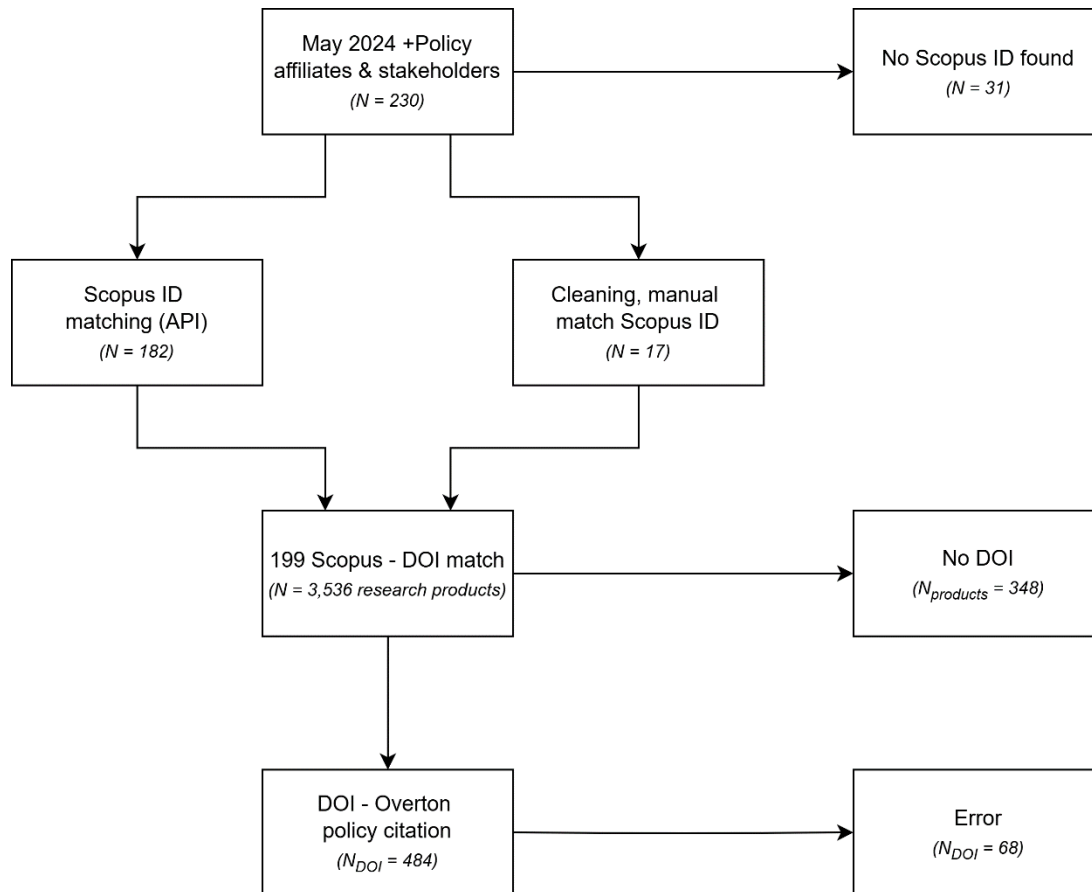 May 2024 +Policy
affiliates & stakeholders
(N = 230)
No Scopus ID found
(N = 31)
Scopus ID
matching (API)
(N = 182)
Cleaning, manual
match Scopus ID
(N = 17)
199 Scopus - DOI match
(N = 3,536 research products)
No DOI
(Nproducts = 348)
DOI - Overton
policy citation
(NDOI = 484)
Error
(NDOI = 68)